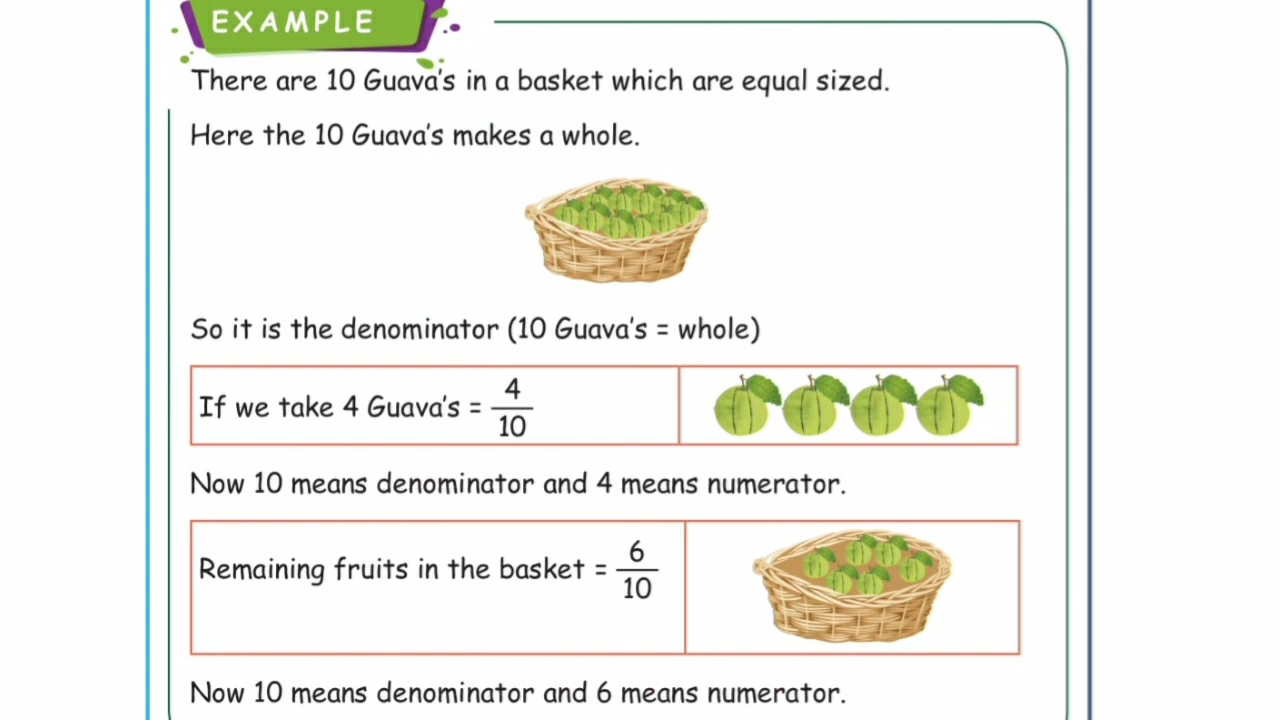 EXAMPLE
There are 10 Guava's in a basket which are equal sized.
Here the 10 Guava's makes a whole.
So it is the denominator (10 Guava's = whole)
If we take 4 Guava's = 4/10
Now 10 means denominator and 4 means numerator.
Remaining fruits in the basket = 6/10
Now 10 means denominator and 6 means numerator.